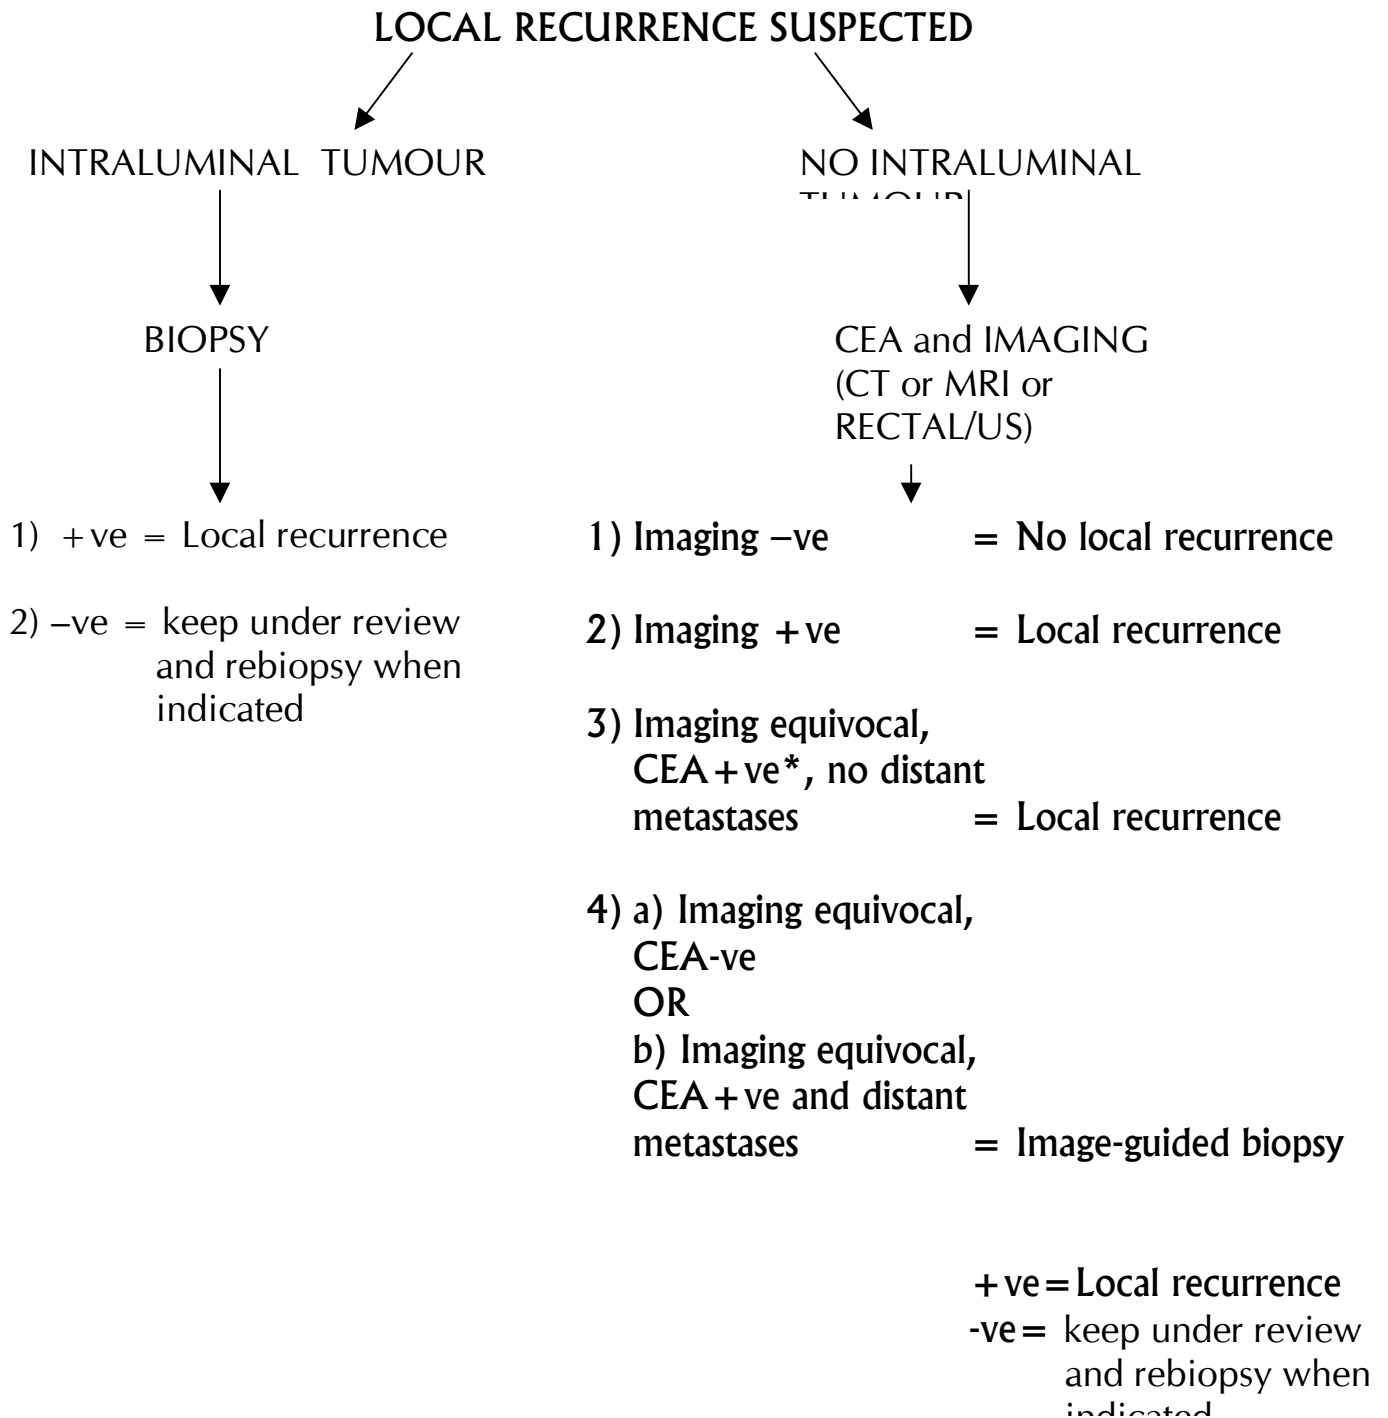 LOCAL RECURRENCE SUSPECTED
INTRALUMINAL TUMOUR
NO INTRALUMINAL
TUMOUR
BIOPSY
CEA and IMAGING
(CT or MRI or
RECTAL/US)
1) +ve = Local recurrence
2) –ve = keep under review
and rebiopsy when
indicated
1) Imaging –ve = No local recurrence
2) Imaging +ve = Local recurrence
3) Imaging equivocal,
CEA+ve*, no distant
metastases = Local recurrence
4) a) Imaging equivocal,
CEA-ve
OR
b) Imaging equivocal,
CEA+ve and distant
metastases = Image-guided biopsy
+ve=Local recurrence
-ve= keep under review
and rebiopsy when
indicated